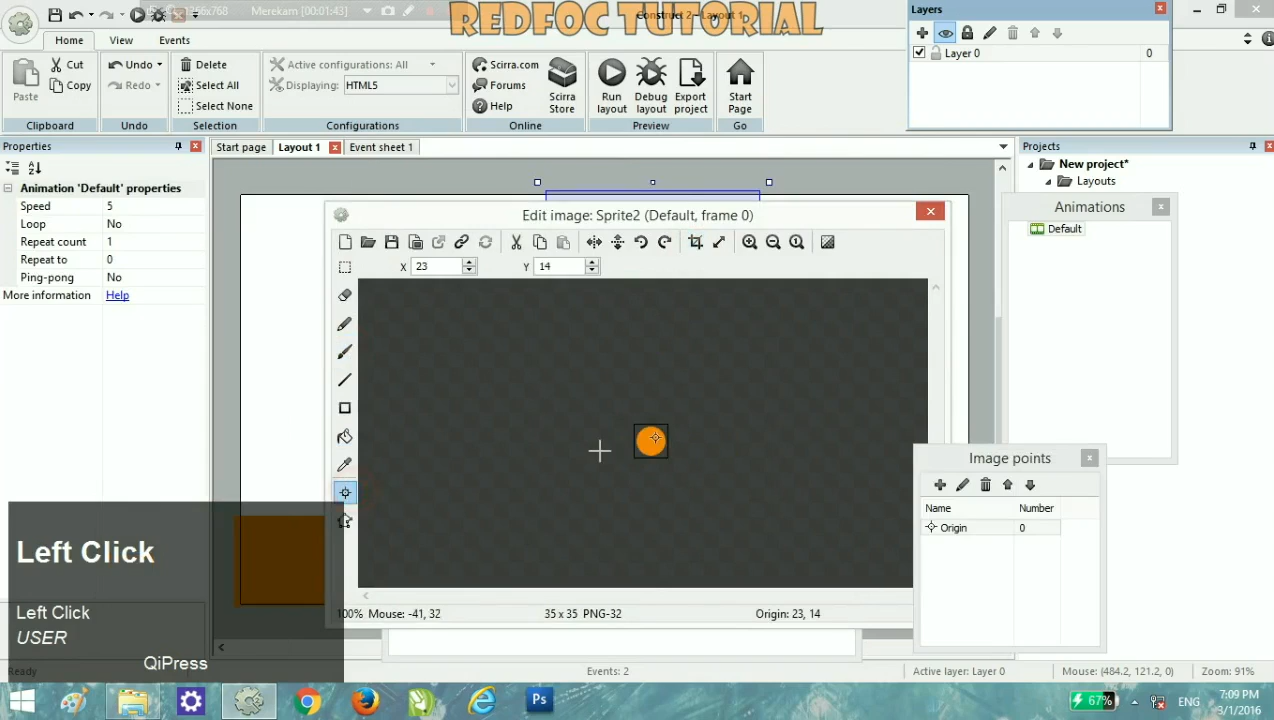 1256x768
Merekam [00:01:43]
REDFOC TUTORIAL
Construct 2 - Layout 1
Home
View
Events
Paste
Cut
Copy
Clipboard
Undo
Redo
Undo
Delete
Select All
Select None
Selection
Active configurations: All
Displaying:
HTML5
Configurations
Scirra.com
Forums
Help
Scirra
Store
Online
Run
layout
Debug
layout
Export
project
Preview
Start
Page
Go
Layers
Layer 0
0
Properties
Start page
Layout 1
Event sheet 1
Projects
Animation 'Default' properties
Speed
5
Loop
No
Repeat count
1
Repeat to
0
Ping-pong
No
More information
Help
New project*
Layouts
Animations
Default
Edit image: Sprite2 (Default, frame 0)
X
23
Y
14
Image points
Name
Number
Origin
0
100%
Mouse: -41, 32
35 x 35
PNG-32
Origin: 23, 14
Left Click
Left Click
USER
QiPress
Ready
Events: 2
Active layer: Layer 0
Mouse: (484.2, 121.2, 0)
Zoom: 91%
Ps
67%
ENG
7:09 PM
3/1/2016